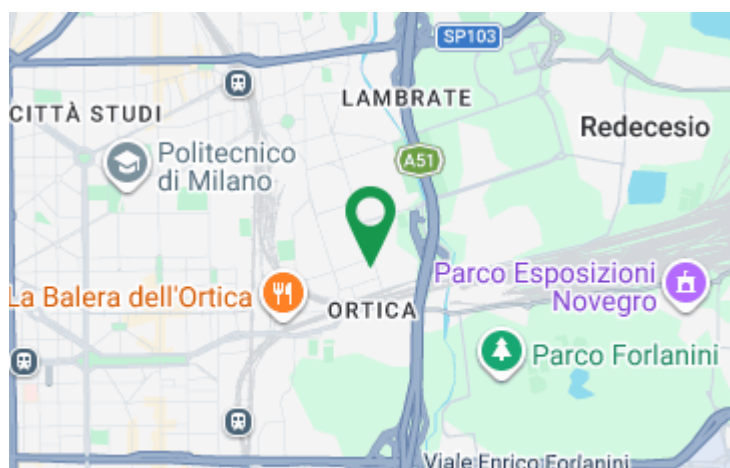 SP103
LAMBRATE
CITTÀ STUDI
Redecesio
Politecnico
di Milano
A51
Parco Esposizioni
Novegro
La Balera dell'Ortica
ORTICA
Parco Forlanini
Viale Enrico Forlanini